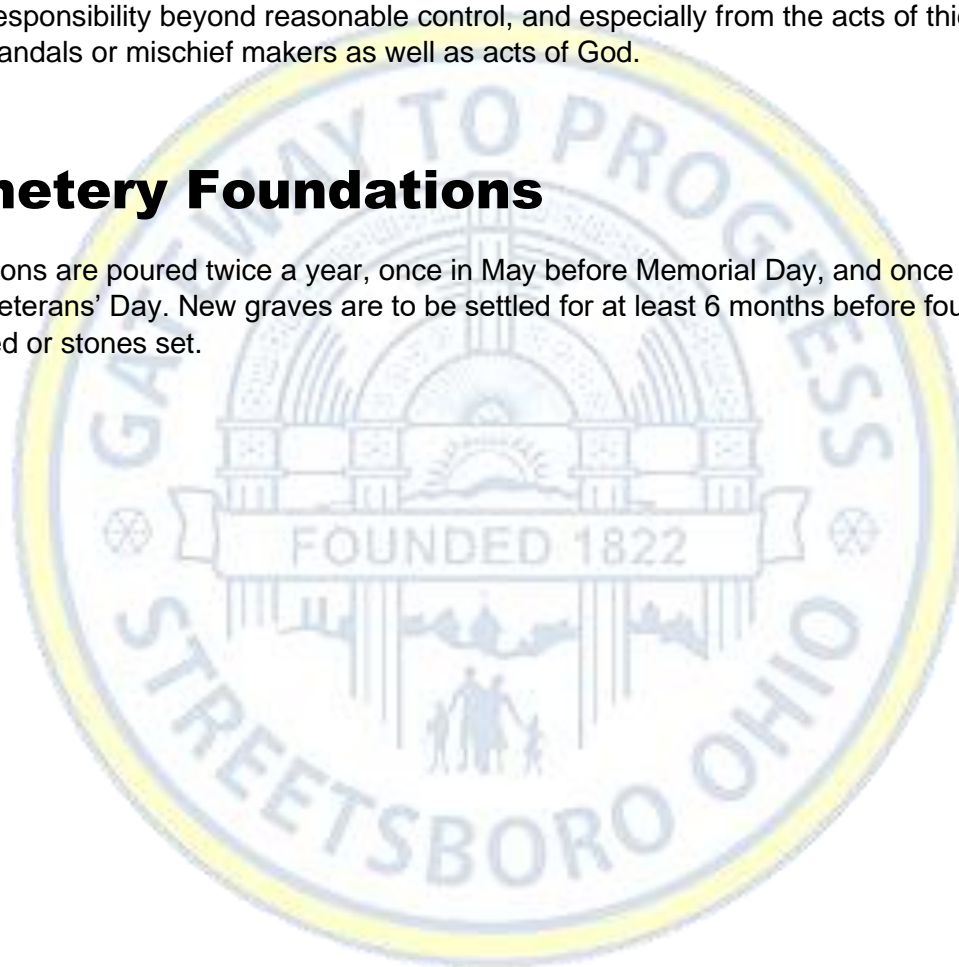 esponsibility beyond reasonable control, and especially from the acts of thie
andals or mischief makers as well as acts of God.
netery Foundations
ons are poured twice a year, once in May before Memorial Day, and once
eterans' Day. New graves are to be settled for at least 6 months before fou
ed or stones set.
GATEWAY TO PROGRESS
FOUNDED 1822
STREETSBORO OHIO